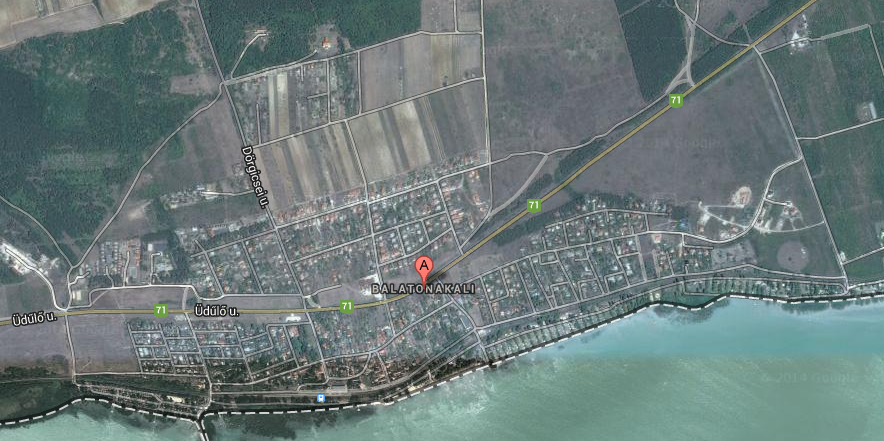 71
Dörgicsei u.
71
A
BALATONAKALI
71
71
Üdülő u.
Üdülő u.